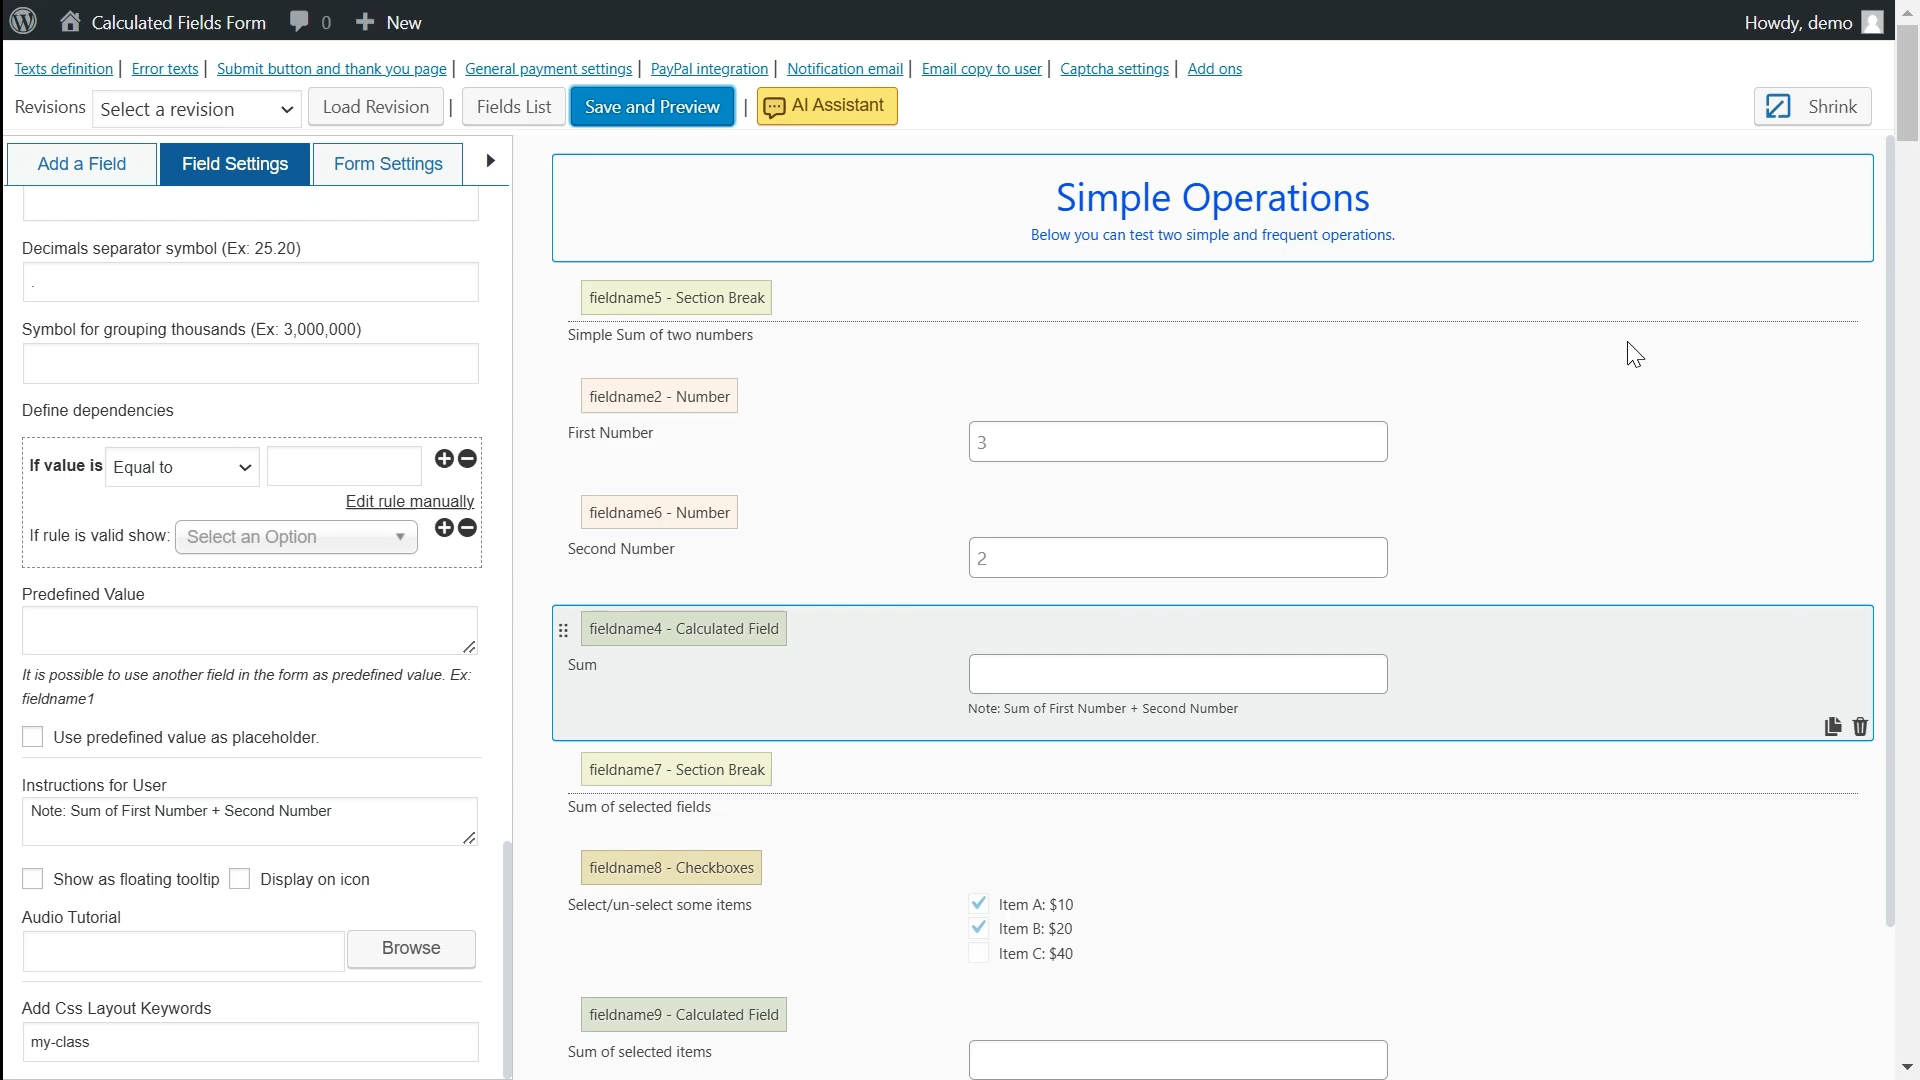 Calculated Fields Form 0 New Howdy, demo
Texts definition | Error texts | Submit button and thank you page | General payment settings | PayPal integration | Notification email | Email copy to user | Captcha settings | Add ons
Revisions Select a revision Load Revision | Fields List Save and Preview | AI Assistant Shrink
Add a Field Field Settings Form Settings
Decimals separator symbol (Ex: 25.20)
.
Symbol for grouping thousands (Ex: 3,000,000)
Define dependencies
If value is Equal to
Edit rule manually
If rule is valid show: Select an Option
Predefined Value
It is possible to use another field in the form as predefined value. Ex:
fieldname1
Use predefined value as placeholder.
Instructions for User
Note: Sum of First Number + Second Number
Show as floating tooltip Display on icon
Audio Tutorial
Browse
Add Css Layout Keywords
my-class
Simple Operations
Below you can test two simple and frequent operations.
fieldname5 - Section Break
Simple Sum of two numbers
fieldname2 - Number
First Number
3
fieldname6 - Number
Second Number
2
fieldname4 - Calculated Field
Sum
Note: Sum of First Number + Second Number
fieldname7 - Section Break
Sum of selected fields
fieldname8 - Checkboxes
Select/un-select some items
Item A: $10
Item B: $20
Item C: $40
fieldname9 - Calculated Field
Sum of selected items